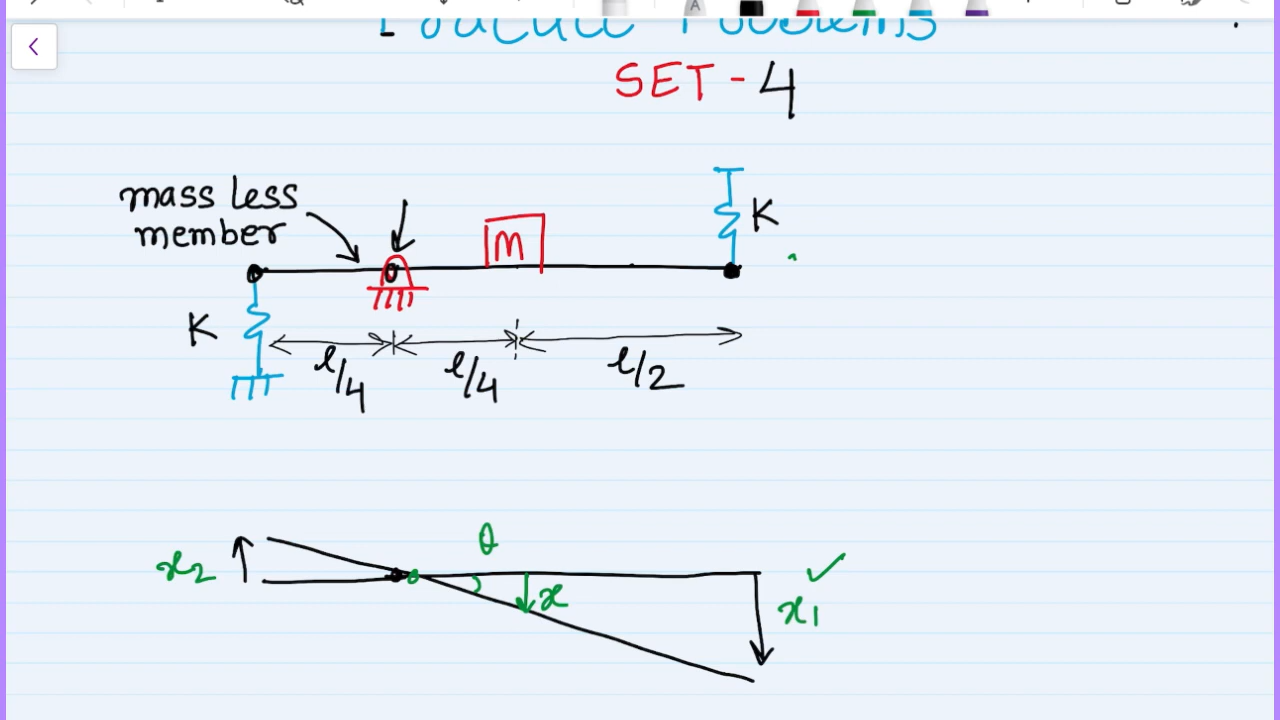 SET - 4
mass less
member
m
K
K
l/4
l/4
l/2
θ
x2
x
x1